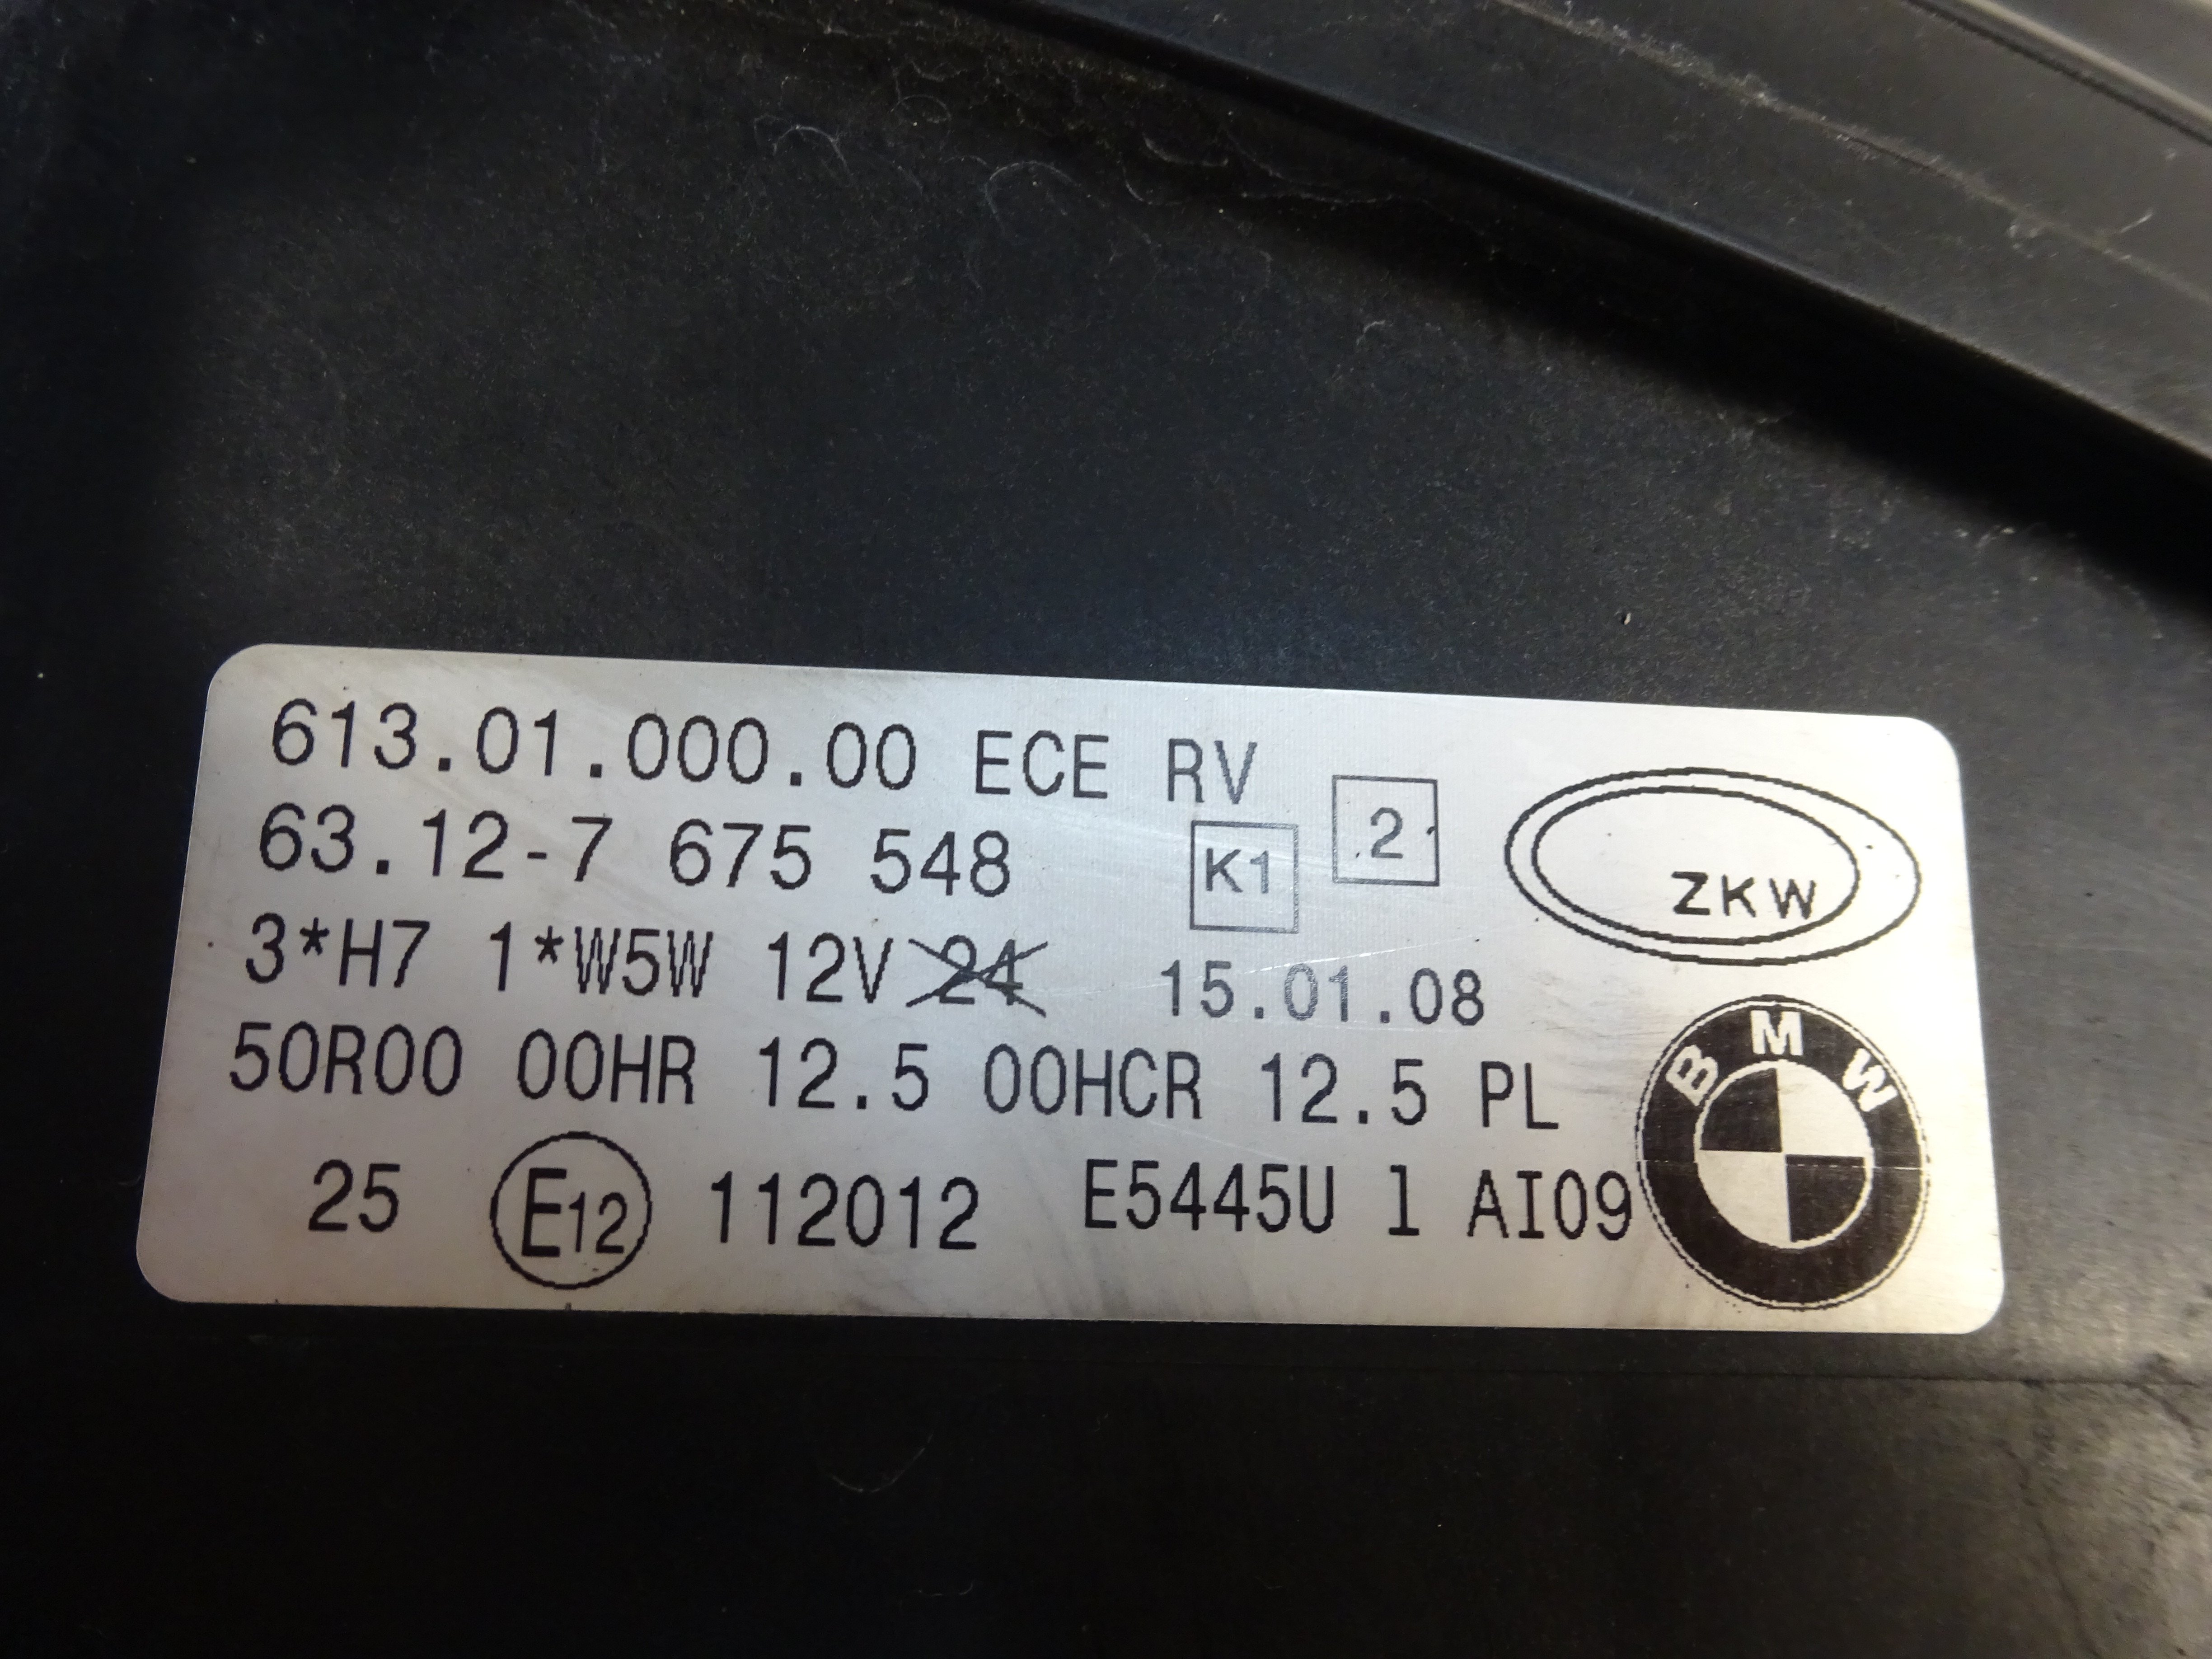 613.01.000.00 ECE RV
63.12-7 675 548 K1 2
ZKW
3*H7 1*W5W 12V 24 15.01.08
50R00 00HR 12.5 00HCR 12.5 PL
BMW
25 E12 112012 E5445U l AI09